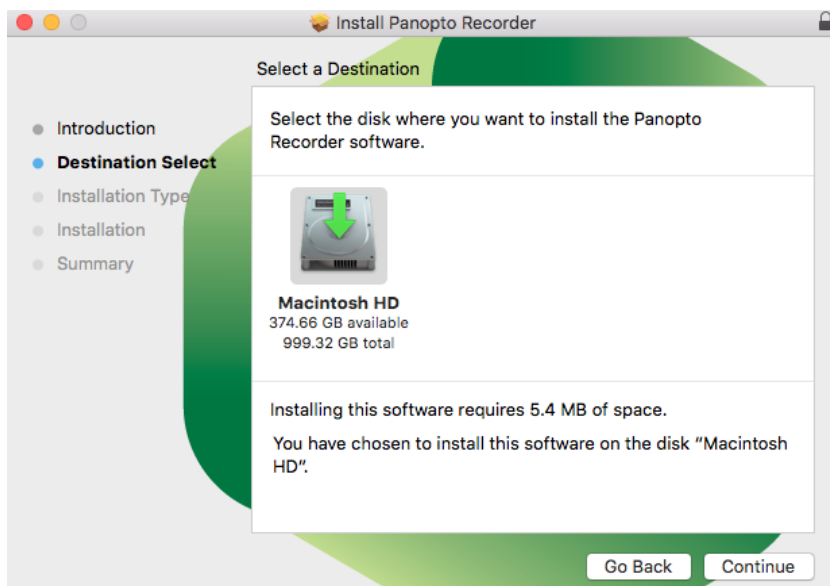 Install Panopto Recorder
Select a Destination
Introduction
Destination Select
Installation Type
Installation
Summary
Select the disk where you want to install the Panopto
Recorder software.
Macintosh HD
374.66 GB available
999.32 GB total
Installing this software requires 5.4 MB of space.
You have chosen to install this software on the disk “Macintosh
HD”.
Go Back
Continue